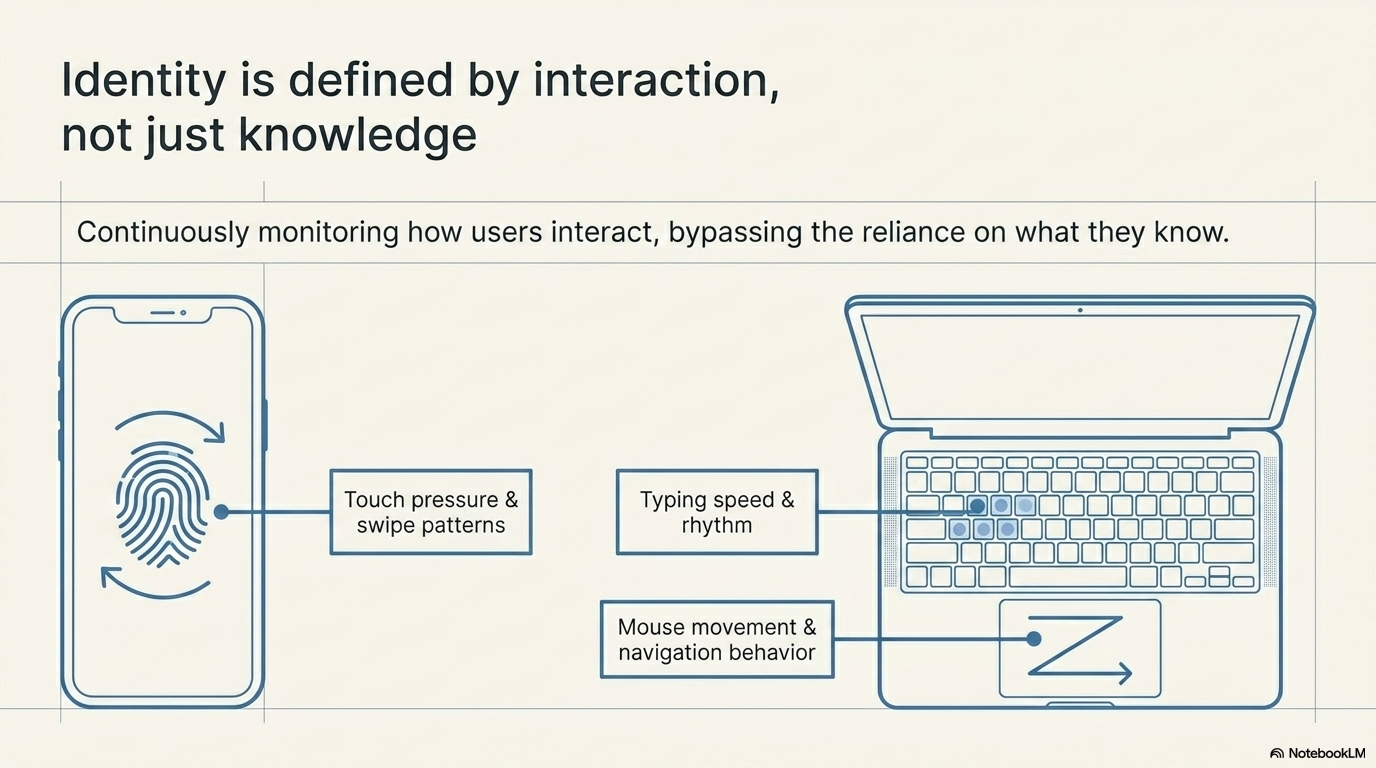 Identity is defined by interaction,
not just knowledge
Continuously monitoring how users interact, bypassing the reliance on what they know.
Touch pressure &
swipe patterns
Typing speed &
rhythm
Mouse movement &
navigation behavior
NotebookLM